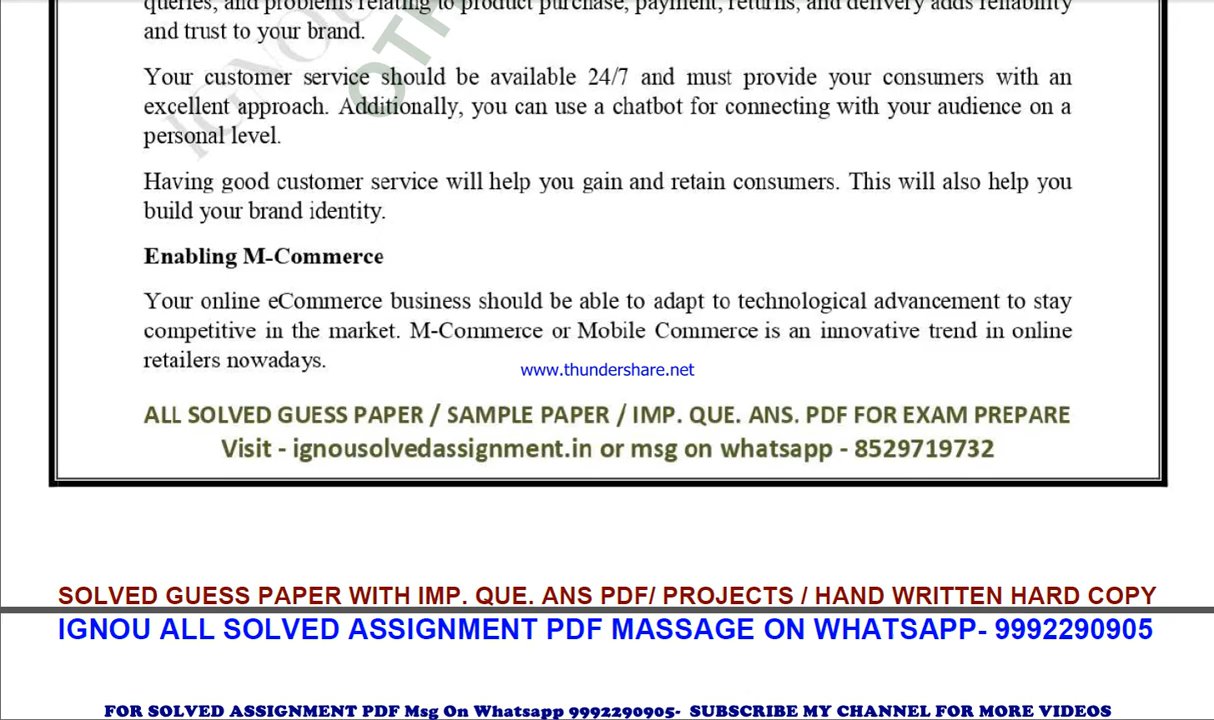 queries, and problems relating to product purchase, payment, returns, and delivery adds reliability
and trust to your brand.
Your customer service should be available 24/7 and must provide your consumers with an
excellent approach. Additionally, you can use a chatbot for connecting with your audience on a
personal level.
Having good customer service will help you gain and retain consumers. This will also help you
build your brand identity.
Enabling M-Commerce
Your online eCommerce business should be able to adapt to technological advancement to stay
competitive in the market. M-Commerce or Mobile Commerce is an innovative trend in online
retailers nowadays.
www.thundershare.net
ALL SOLVED GUESS PAPER / SAMPLE PAPER / IMP. QUE. ANS. PDF FOR EXAM PREPARE
Visit - ignousolvedassignment.in or msg on whatsapp - 8529719732
SOLVED GUESS PAPER WITH IMP. QUE. ANS PDF/ PROJECTS / HAND WRITTEN HARD COPY
IGNOU ALL SOLVED ASSIGNMENT PDF MASSAGE ON WHATSAPP- 9992290905
FOR SOLVED ASSIGNMENT PDF Msg On Whatsapp 9992290905- SUBSCRIBE MY CHANNEL FOR MORE VIDEOS